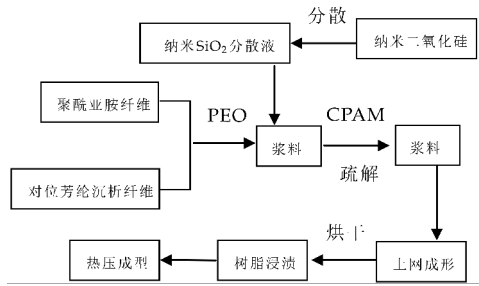 分散
纳米SiO₂分散液
纳米二氧化硅
聚酰亚胺纤维
PEO
CPAM
浆料
浆料
疏解
对位芳纶沉析纤维
烘干
热压成型
树脂浸渍
上网成形